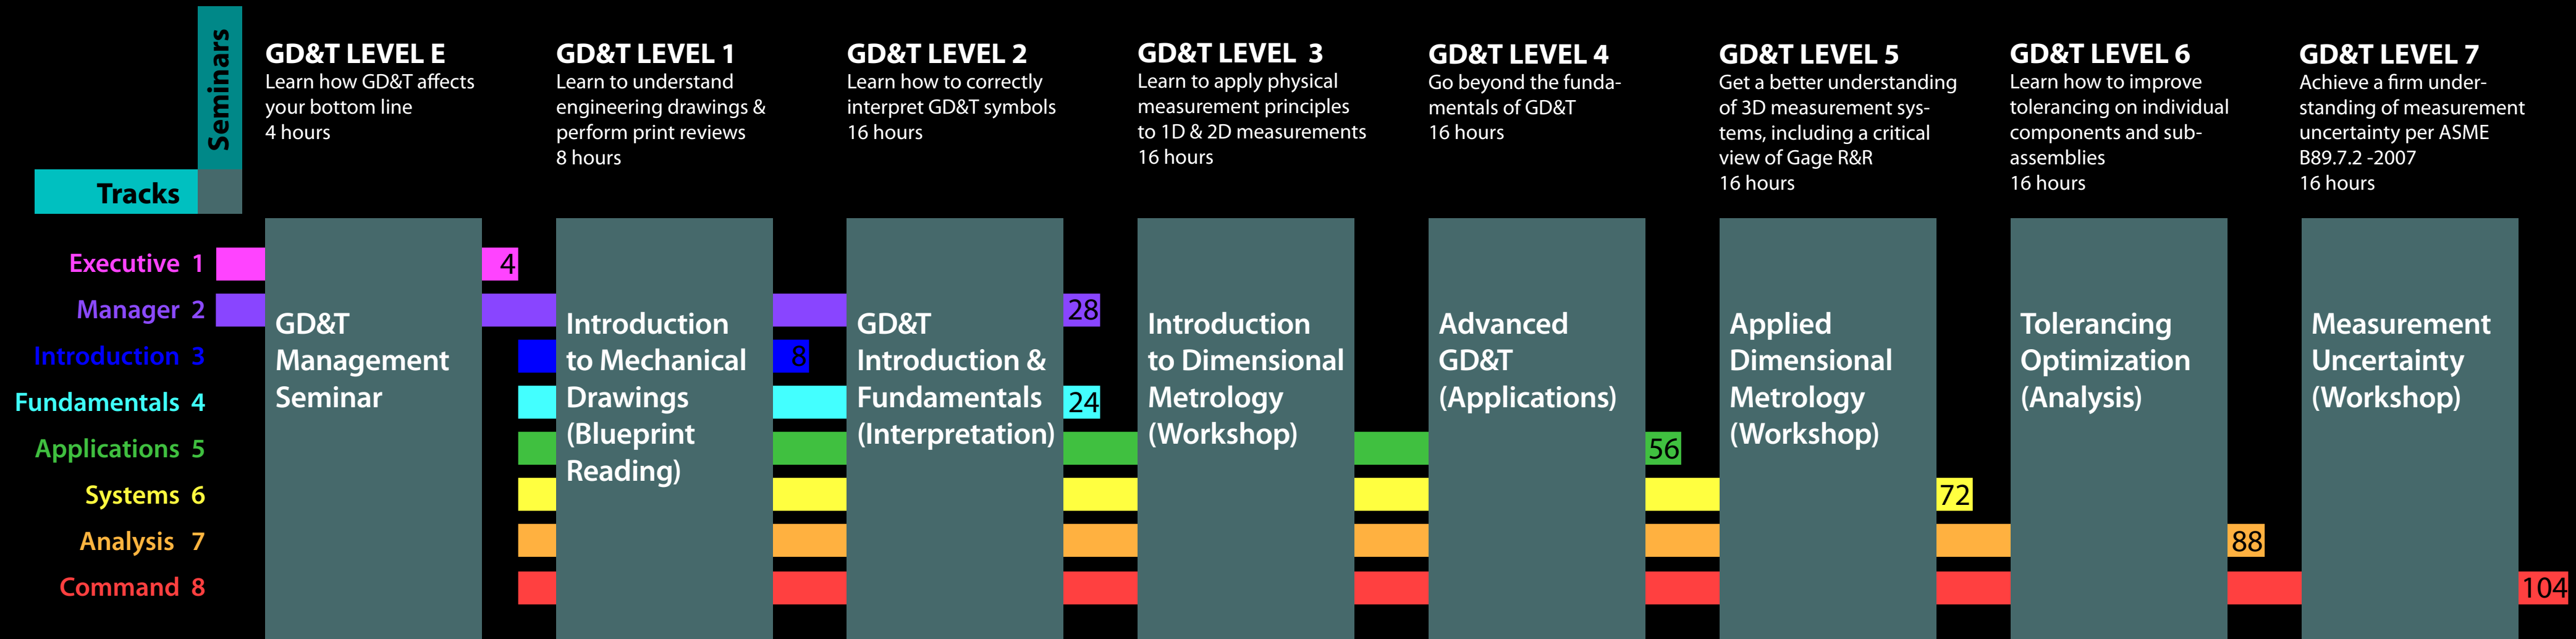 Seminars
Tracks
GD&T LEVEL E
Learn how GD&T affects
your bottom line
4 hours
GD&T LEVEL 1
Learn to understand
engineering drawings &
perform print reviews
8 hours
GD&T LEVEL 2
Learn how to correctly
interpret GD&T symbols
16 hours
GD&T LEVEL 3
Learn to apply physical
measurement principles
to 1D & 2D measurements
16 hours
GD&T LEVEL 4
Go beyond the funda-
mentals of GD&T
16 hours
GD&T LEVEL 5
Get a better understanding
of 3D measurement sys-
tems, including a critical
view of Gage R&R
16 hours
GD&T LEVEL 6
Learn how to improve
tolerancing on individual
components and sub-
assemblies
16 hours
GD&T LEVEL 7
Achieve a firm under-
standing of measurement
uncertainty per ASME
B89.7.2 -2007
16 hours
Executive 1
Manager 2
Introduction 3
Fundamentals 4
Applications 5
Systems 6
Analysis 7
Command 8
GD&T
Management
Seminar
4
Introduction
to Mechanical
Drawings
(Blueprint
Reading)
8
GD&T
Introduction &
Fundamentals
(Interpretation)
28
24
Introduction
to Dimensional
Metrology
(Workshop)
Advanced
GD&T
(Applications)
56
Applied
Dimensional
Metrology
(Workshop)
72
Tolerancing
Optimization
(Analysis)
88
Measurement
Uncertainty
(Workshop)
104